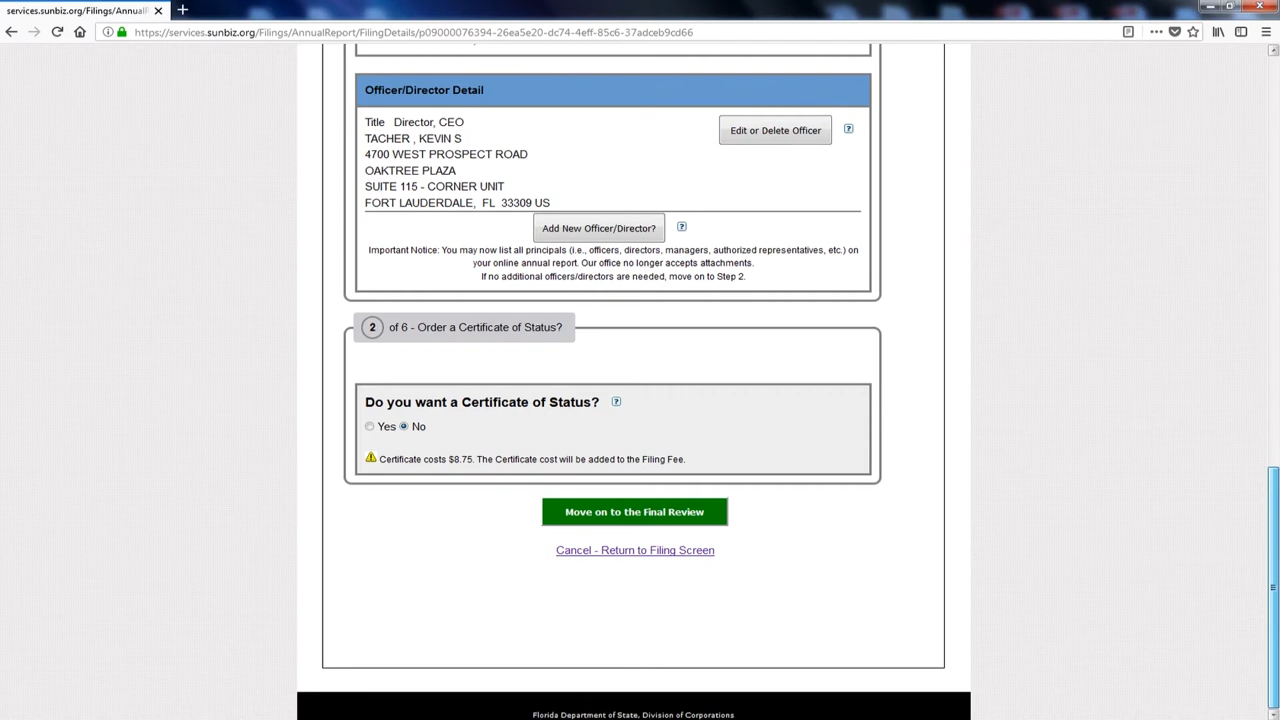 services.sunbiz.org/Filings/AnnualR
https://services.sunbiz.org/Filings/AnnualReport/FilingDetails/p09000076394-26ea5e20-dc74-4eff-85c6-37adceb9cd66
Officer/Director Detail
Title Director, CEO
Edit or Delete Officer
?
TACHER , KEVIN S
4700 WEST PROSPECT ROAD
OAKTREE PLAZA
SUITE 115 - CORNER UNIT
FORT LAUDERDALE, FL 33309 US
Add New Officer/Director?
?
Important Notice: You may now list all principals (i.e., officers, directors, managers, authorized representatives, etc.) on
your online annual report. Our office no longer accepts attachments.
If no additional officers/directors are needed, move on to Step 2.
2 of 6 - Order a Certificate of Status?
Do you want a Certificate of Status? ?
Yes No
Certificate costs $8.75. The Certificate cost will be added to the Filing Fee.
Move on to the Final Review
Cancel - Return to Filing Screen
Florida Department of State, Division of Corporations